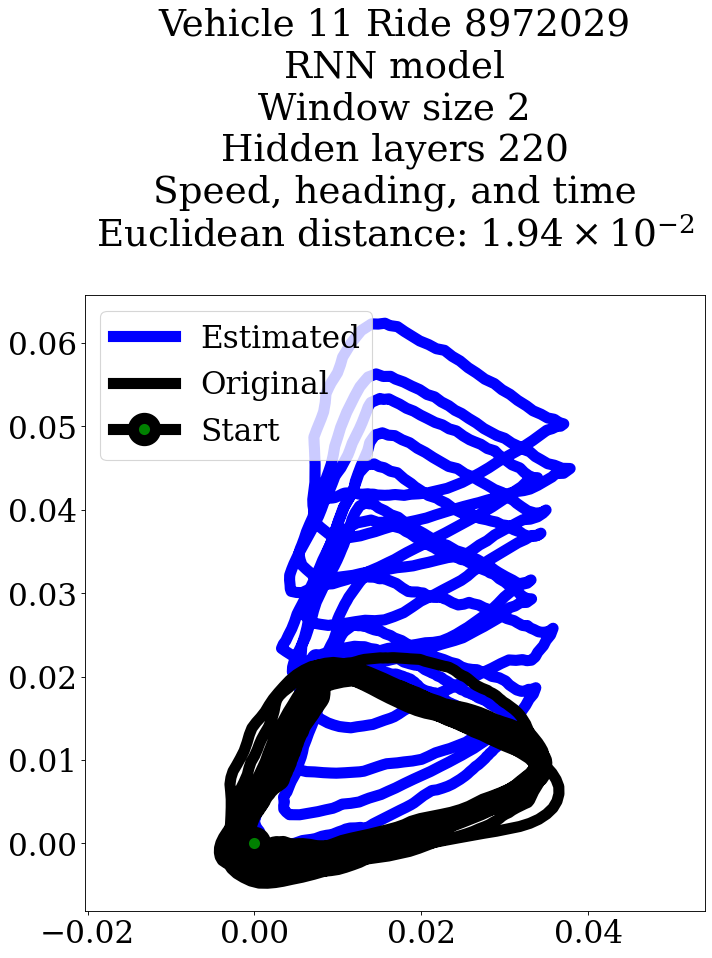 Vehicle 11 Ride 8972029
RNN model
Window size 2
Hidden layers 220
Speed, heading, and time
Euclidean distance: 1.94 × 10⁻²
Estimated
Original
Start
0.06
0.05
0.04
0.03
0.02
0.01
0.00
−0.02 0.00 0.02 0.04